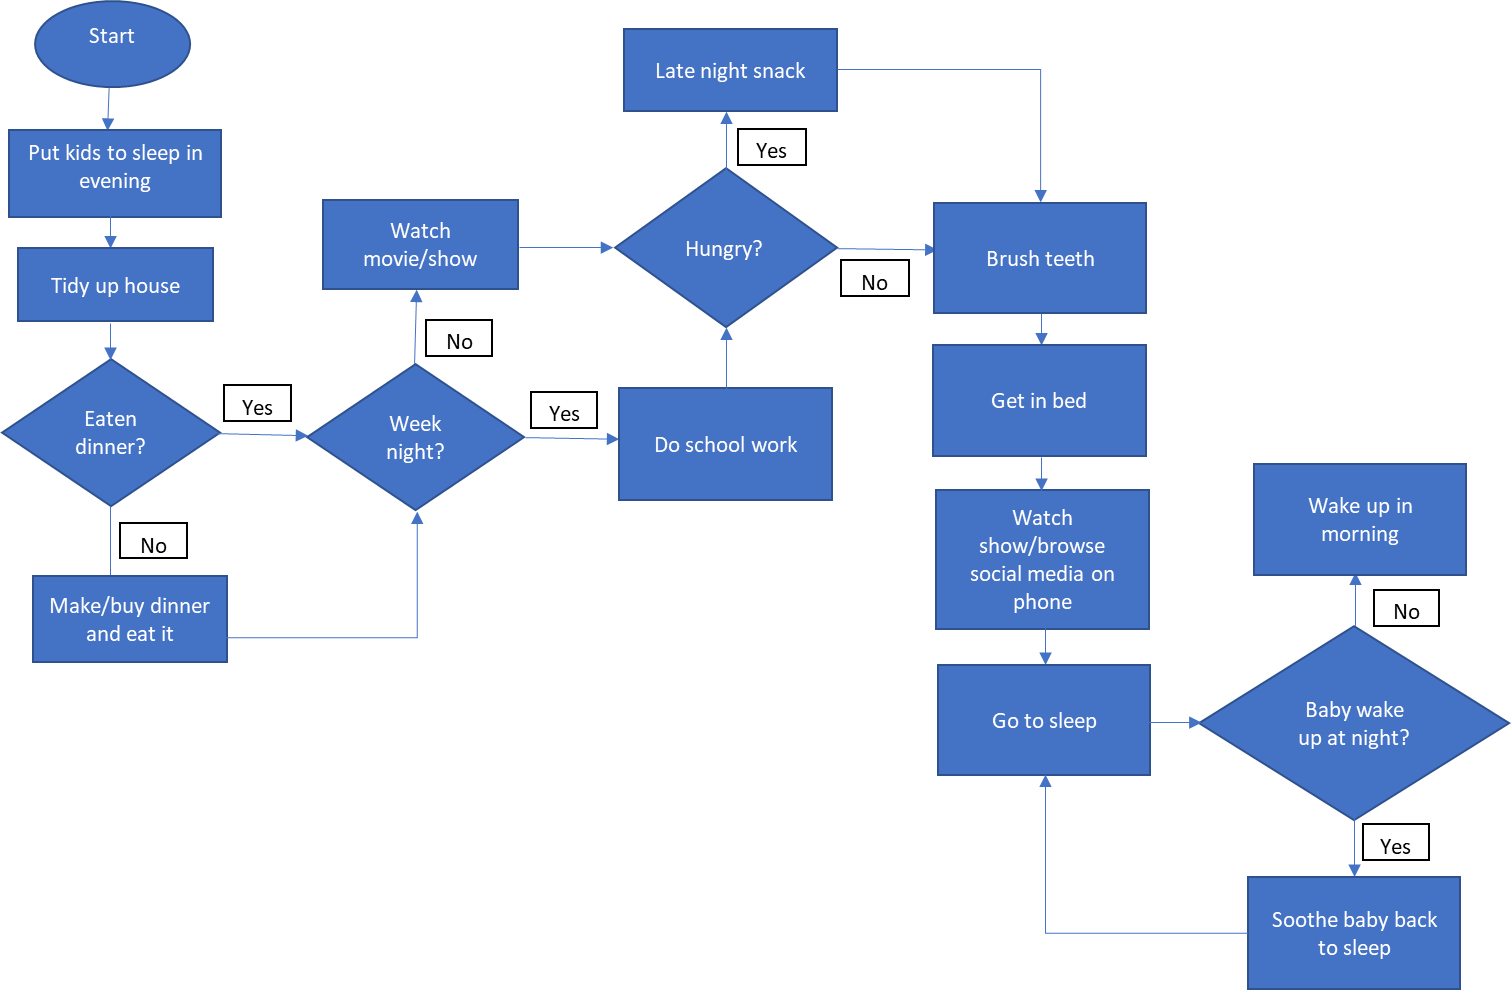 Start
Put kids to sleep in
evening
Tidy up house
Eaten
dinner?
Yes
No
Make/buy dinner
and eat it
Week
night?
No
Yes
Watch
movie/show
Do school work
Hungry?
Yes
No
Late night snack
Brush teeth
Get in bed
Watch
show/browse
social media on
phone
Go to sleep
Baby wake
up at night?
No
Yes
Wake up in
morning
Soothe baby back
to sleep